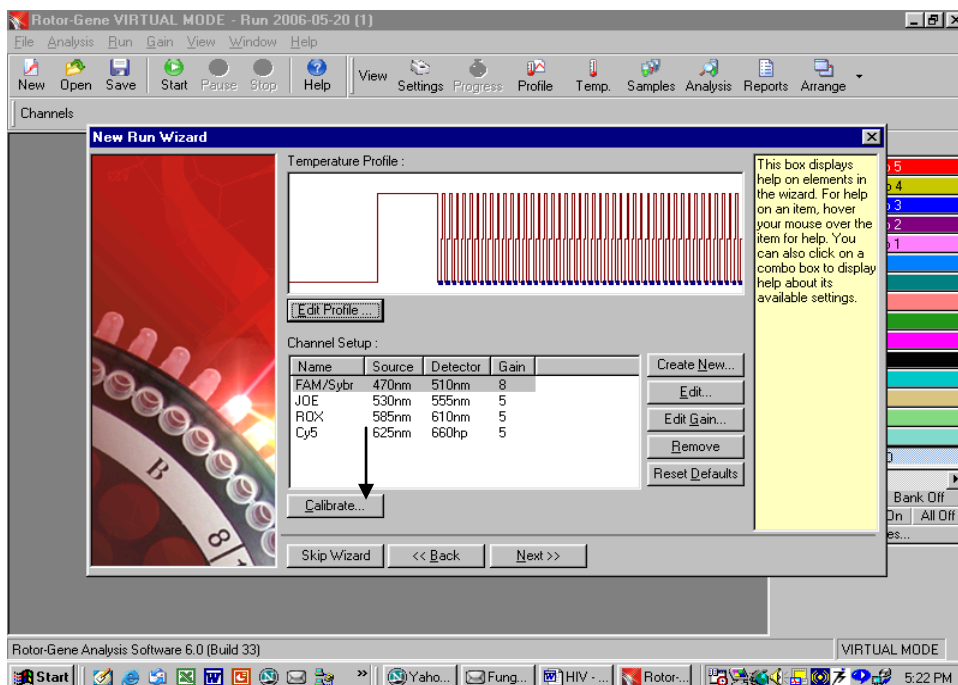 Rotor-Gene VIRTUAL MODE - Run 2006-05-20 (1)
File Analysis Run Gain View Window Help
New Open Save Start Pause Stop Help View Settings Progress Profile Temp. Samples Analysis Reports Arrange
Channels
New Run Wizard
Temperature Profile :
Edit Profile ...
Channel Setup :
Name Source Detector Gain
FAM/Sybr 470nm 510nm 8
JOE 530nm 555nm 5
ROX 585nm 610nm 5
Cy5 625nm 660hp 5
Create New...
Edit...
Edit Gain...
Remove
Reset Defaults
Calibrate...
Skip Wizard << Back Next >>
This box displays
help on elements in
the wizard. For help
on an item, hover
your mouse over the
item for help. You
can also click on a
combo box to display
help about its
available settings.
B
8
5
4
3
2
1
Bank Off
On All Off
es...
Rotor-Gene Analysis Software 6.0 (Build 33)
VIRTUAL MODE
Start » Yaho... Fung... HIV - ... Rotor-... 5:22 PM